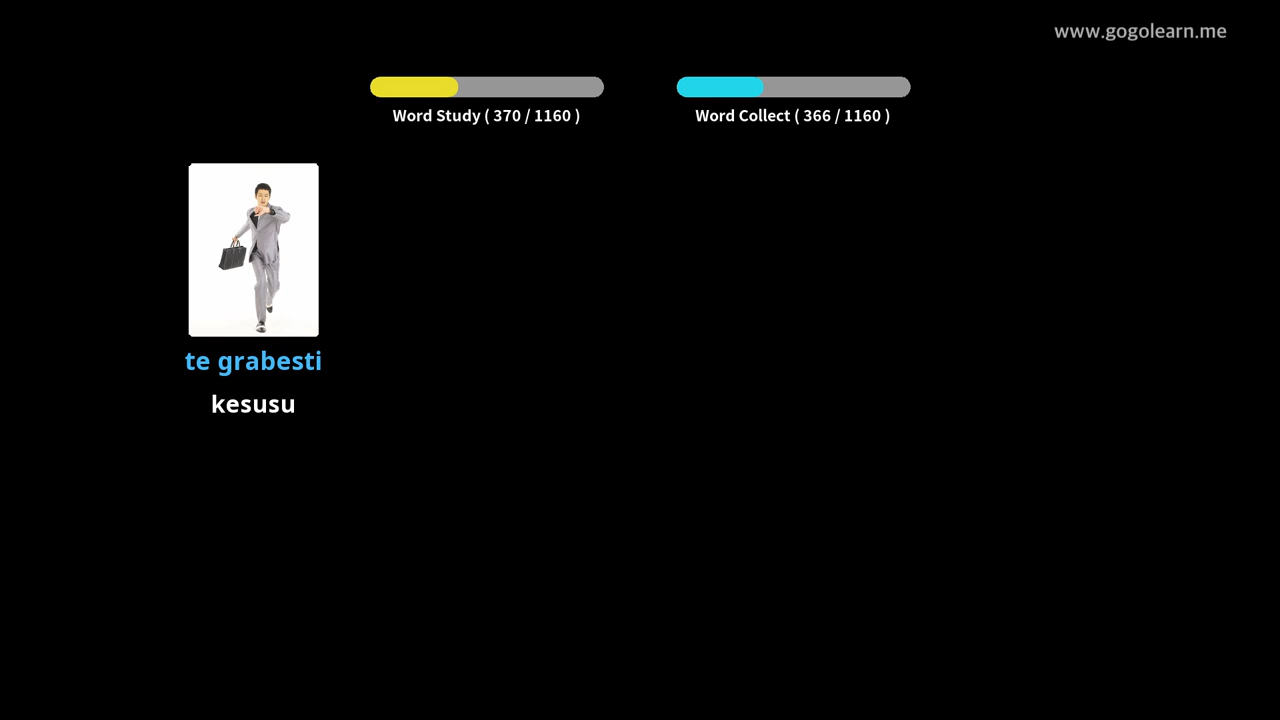 www.gogolearn.me
Word Study ( 370 / 1160 )
Word Collect ( 366 / 1160 )
te grabesti
kesusu